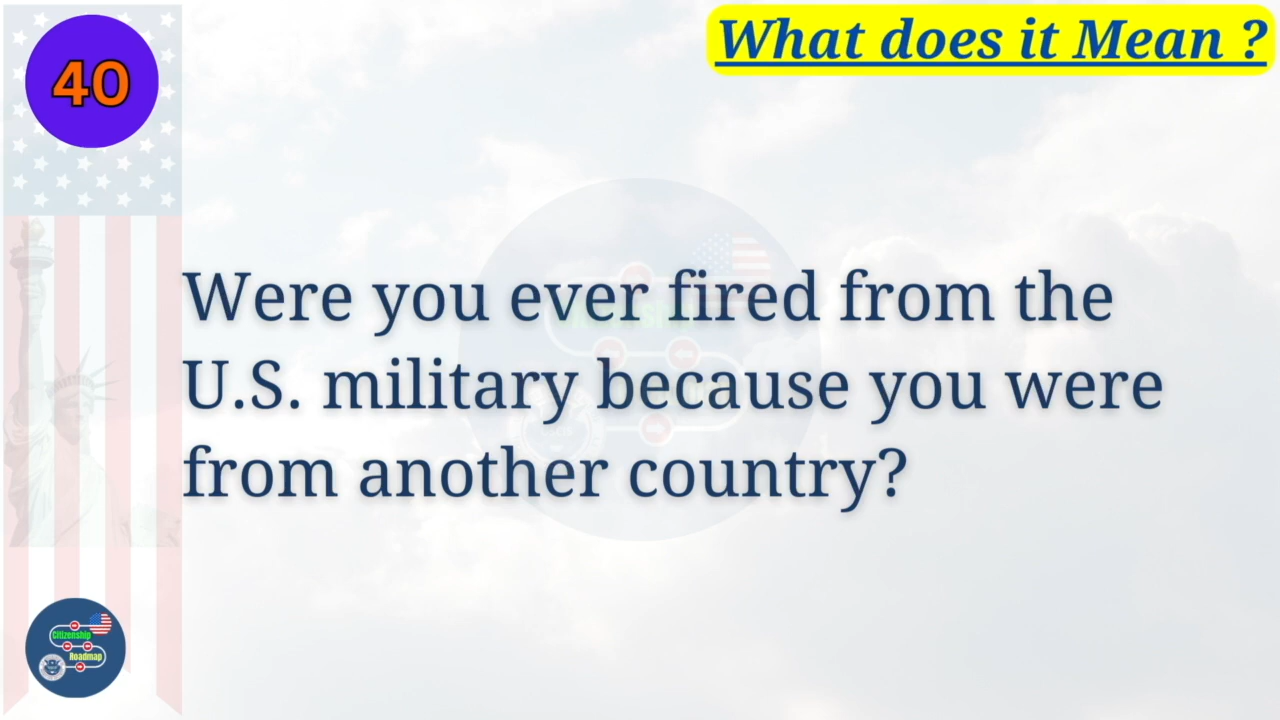 40
What does it Mean ?
Were you ever fired from the
U.S. military because you were
from another country?
Citizenship
Roadmap